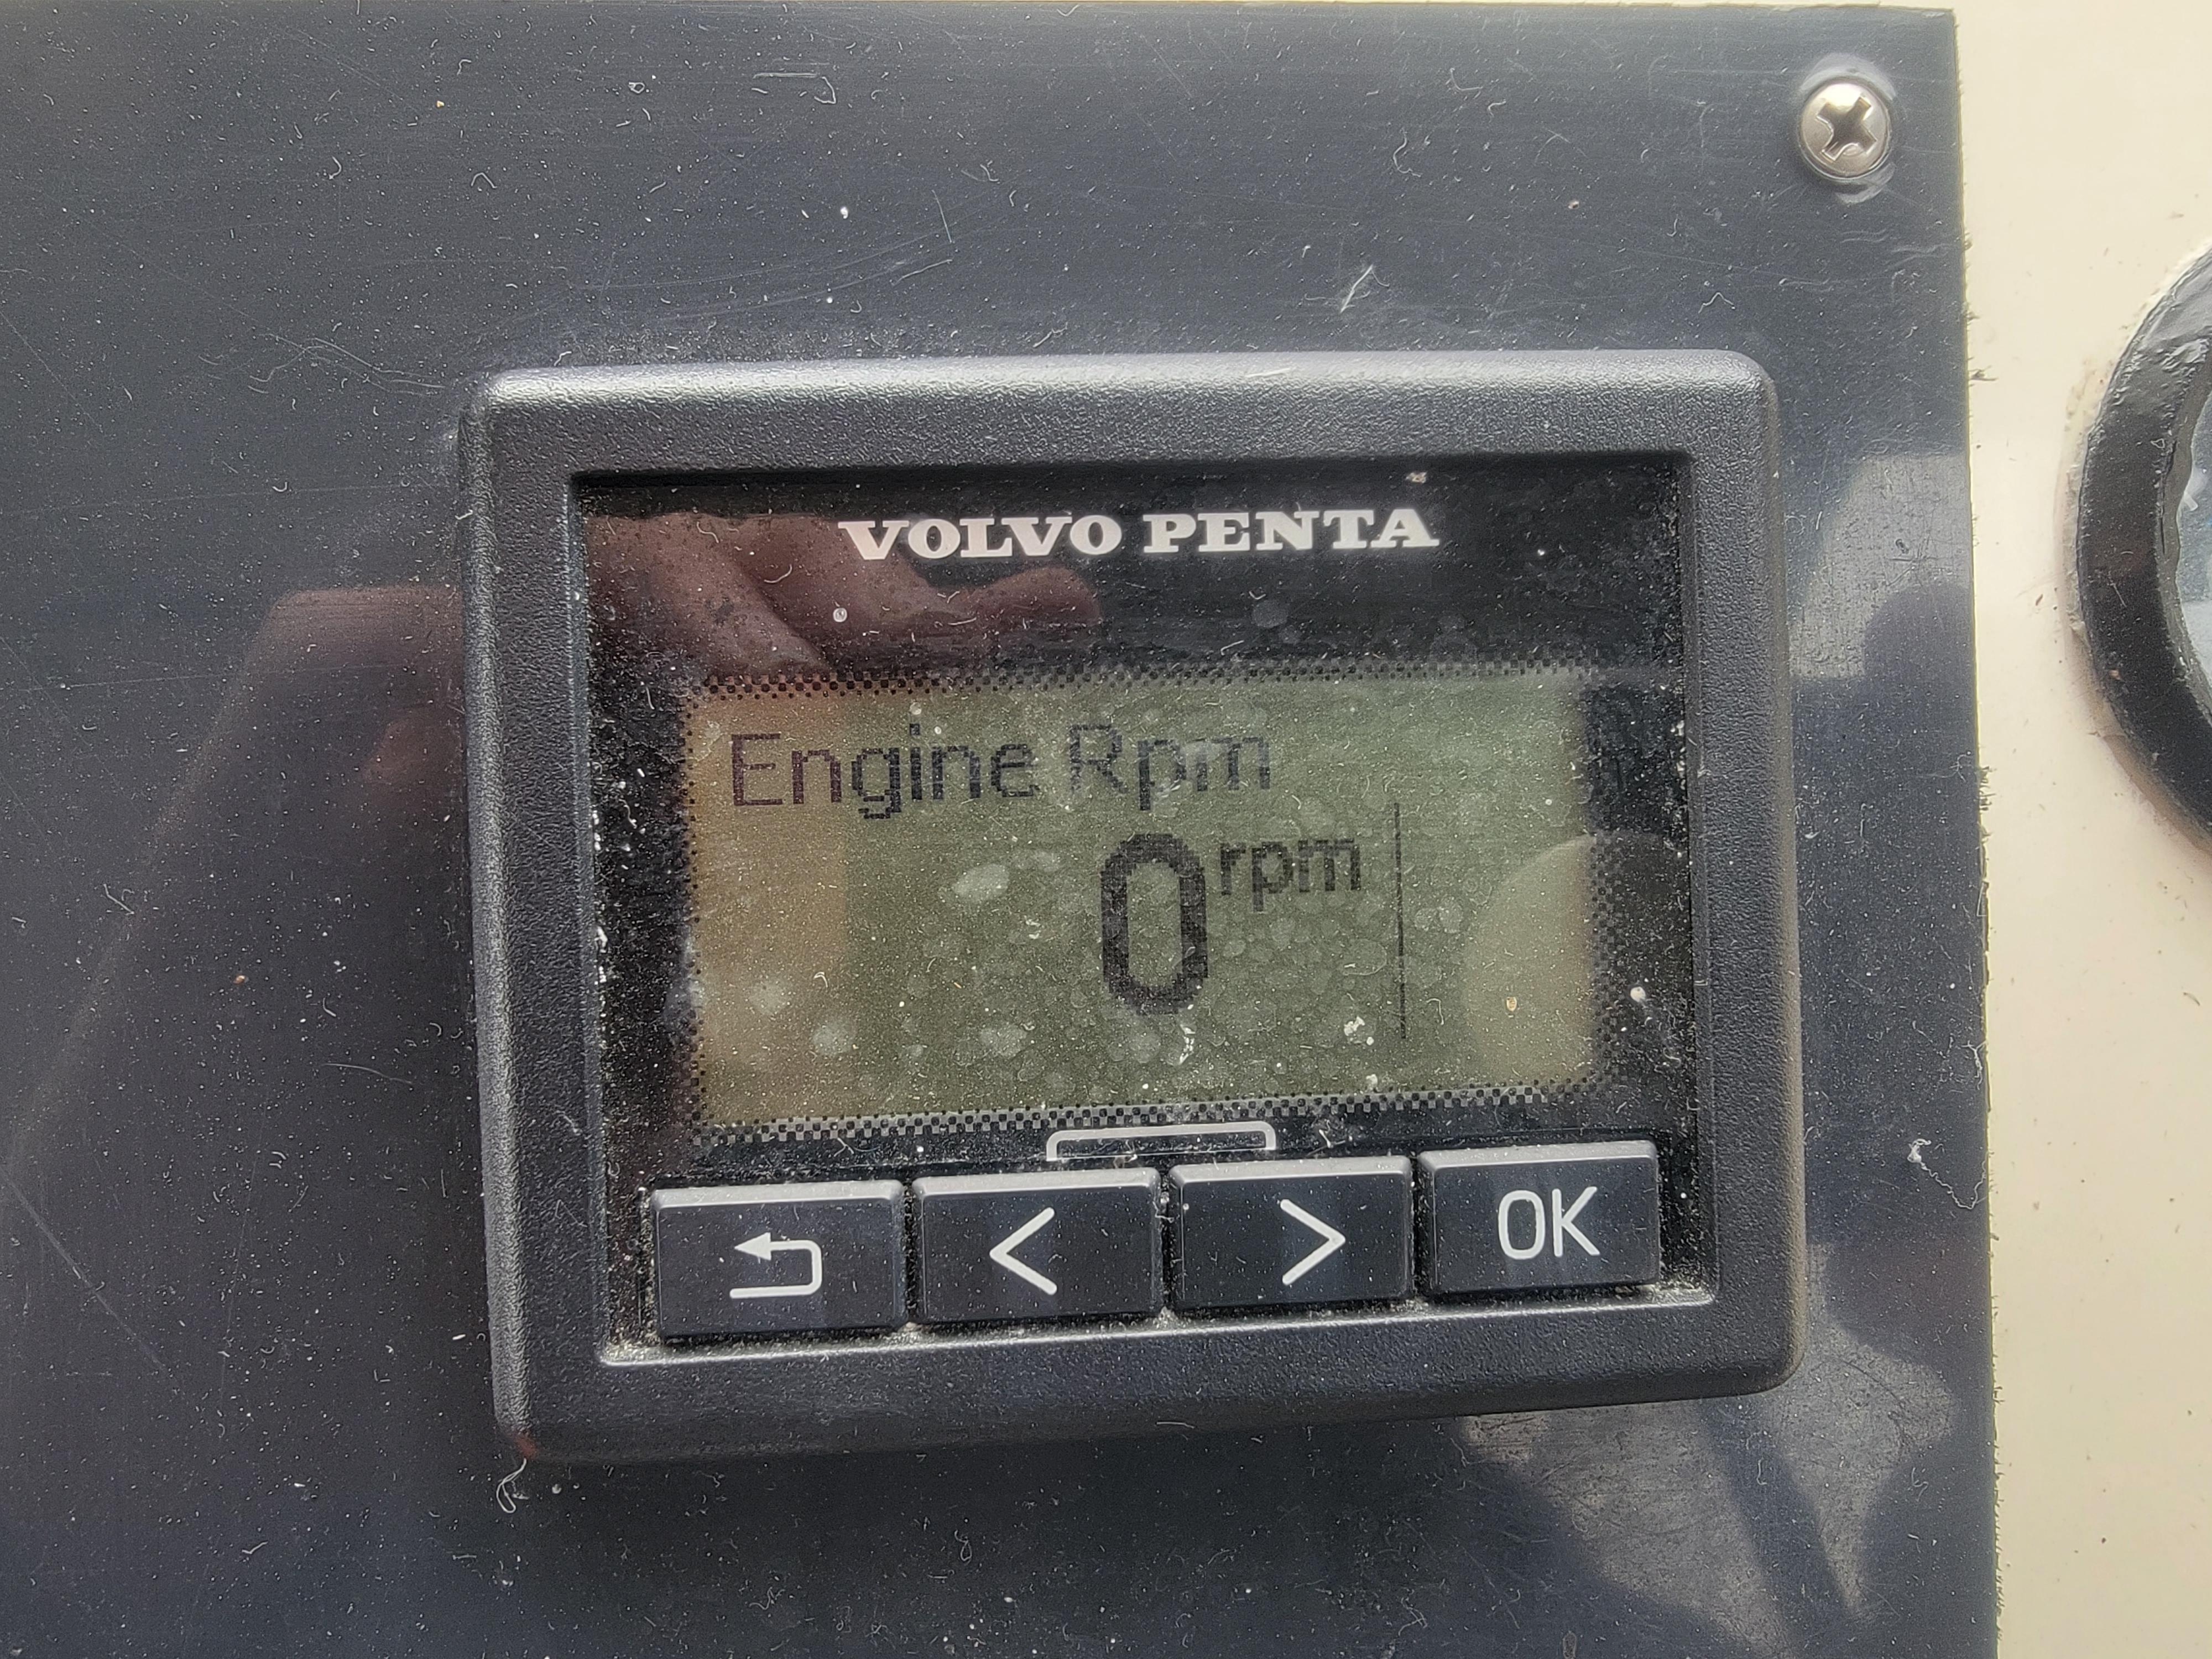 VOLVO PENTA
Engine Rpm
0 rpm
< > OK